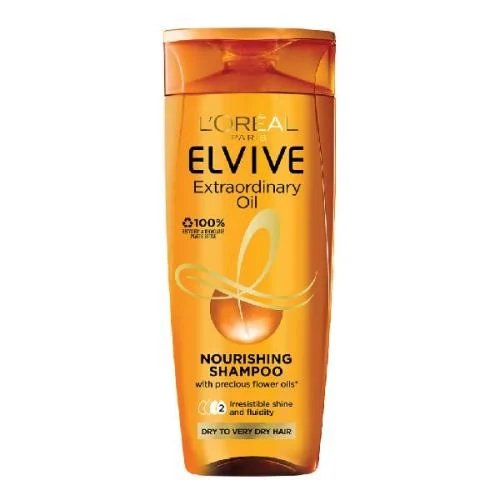 L'ORÉAL
PARIS
ELVIVE
Extraordinary
Oil
100%
NOURISHING
SHAMPOO
with precious flower oils*
2 Irresistible shine
and fluidity
DRY TO VERY DRY HAIR